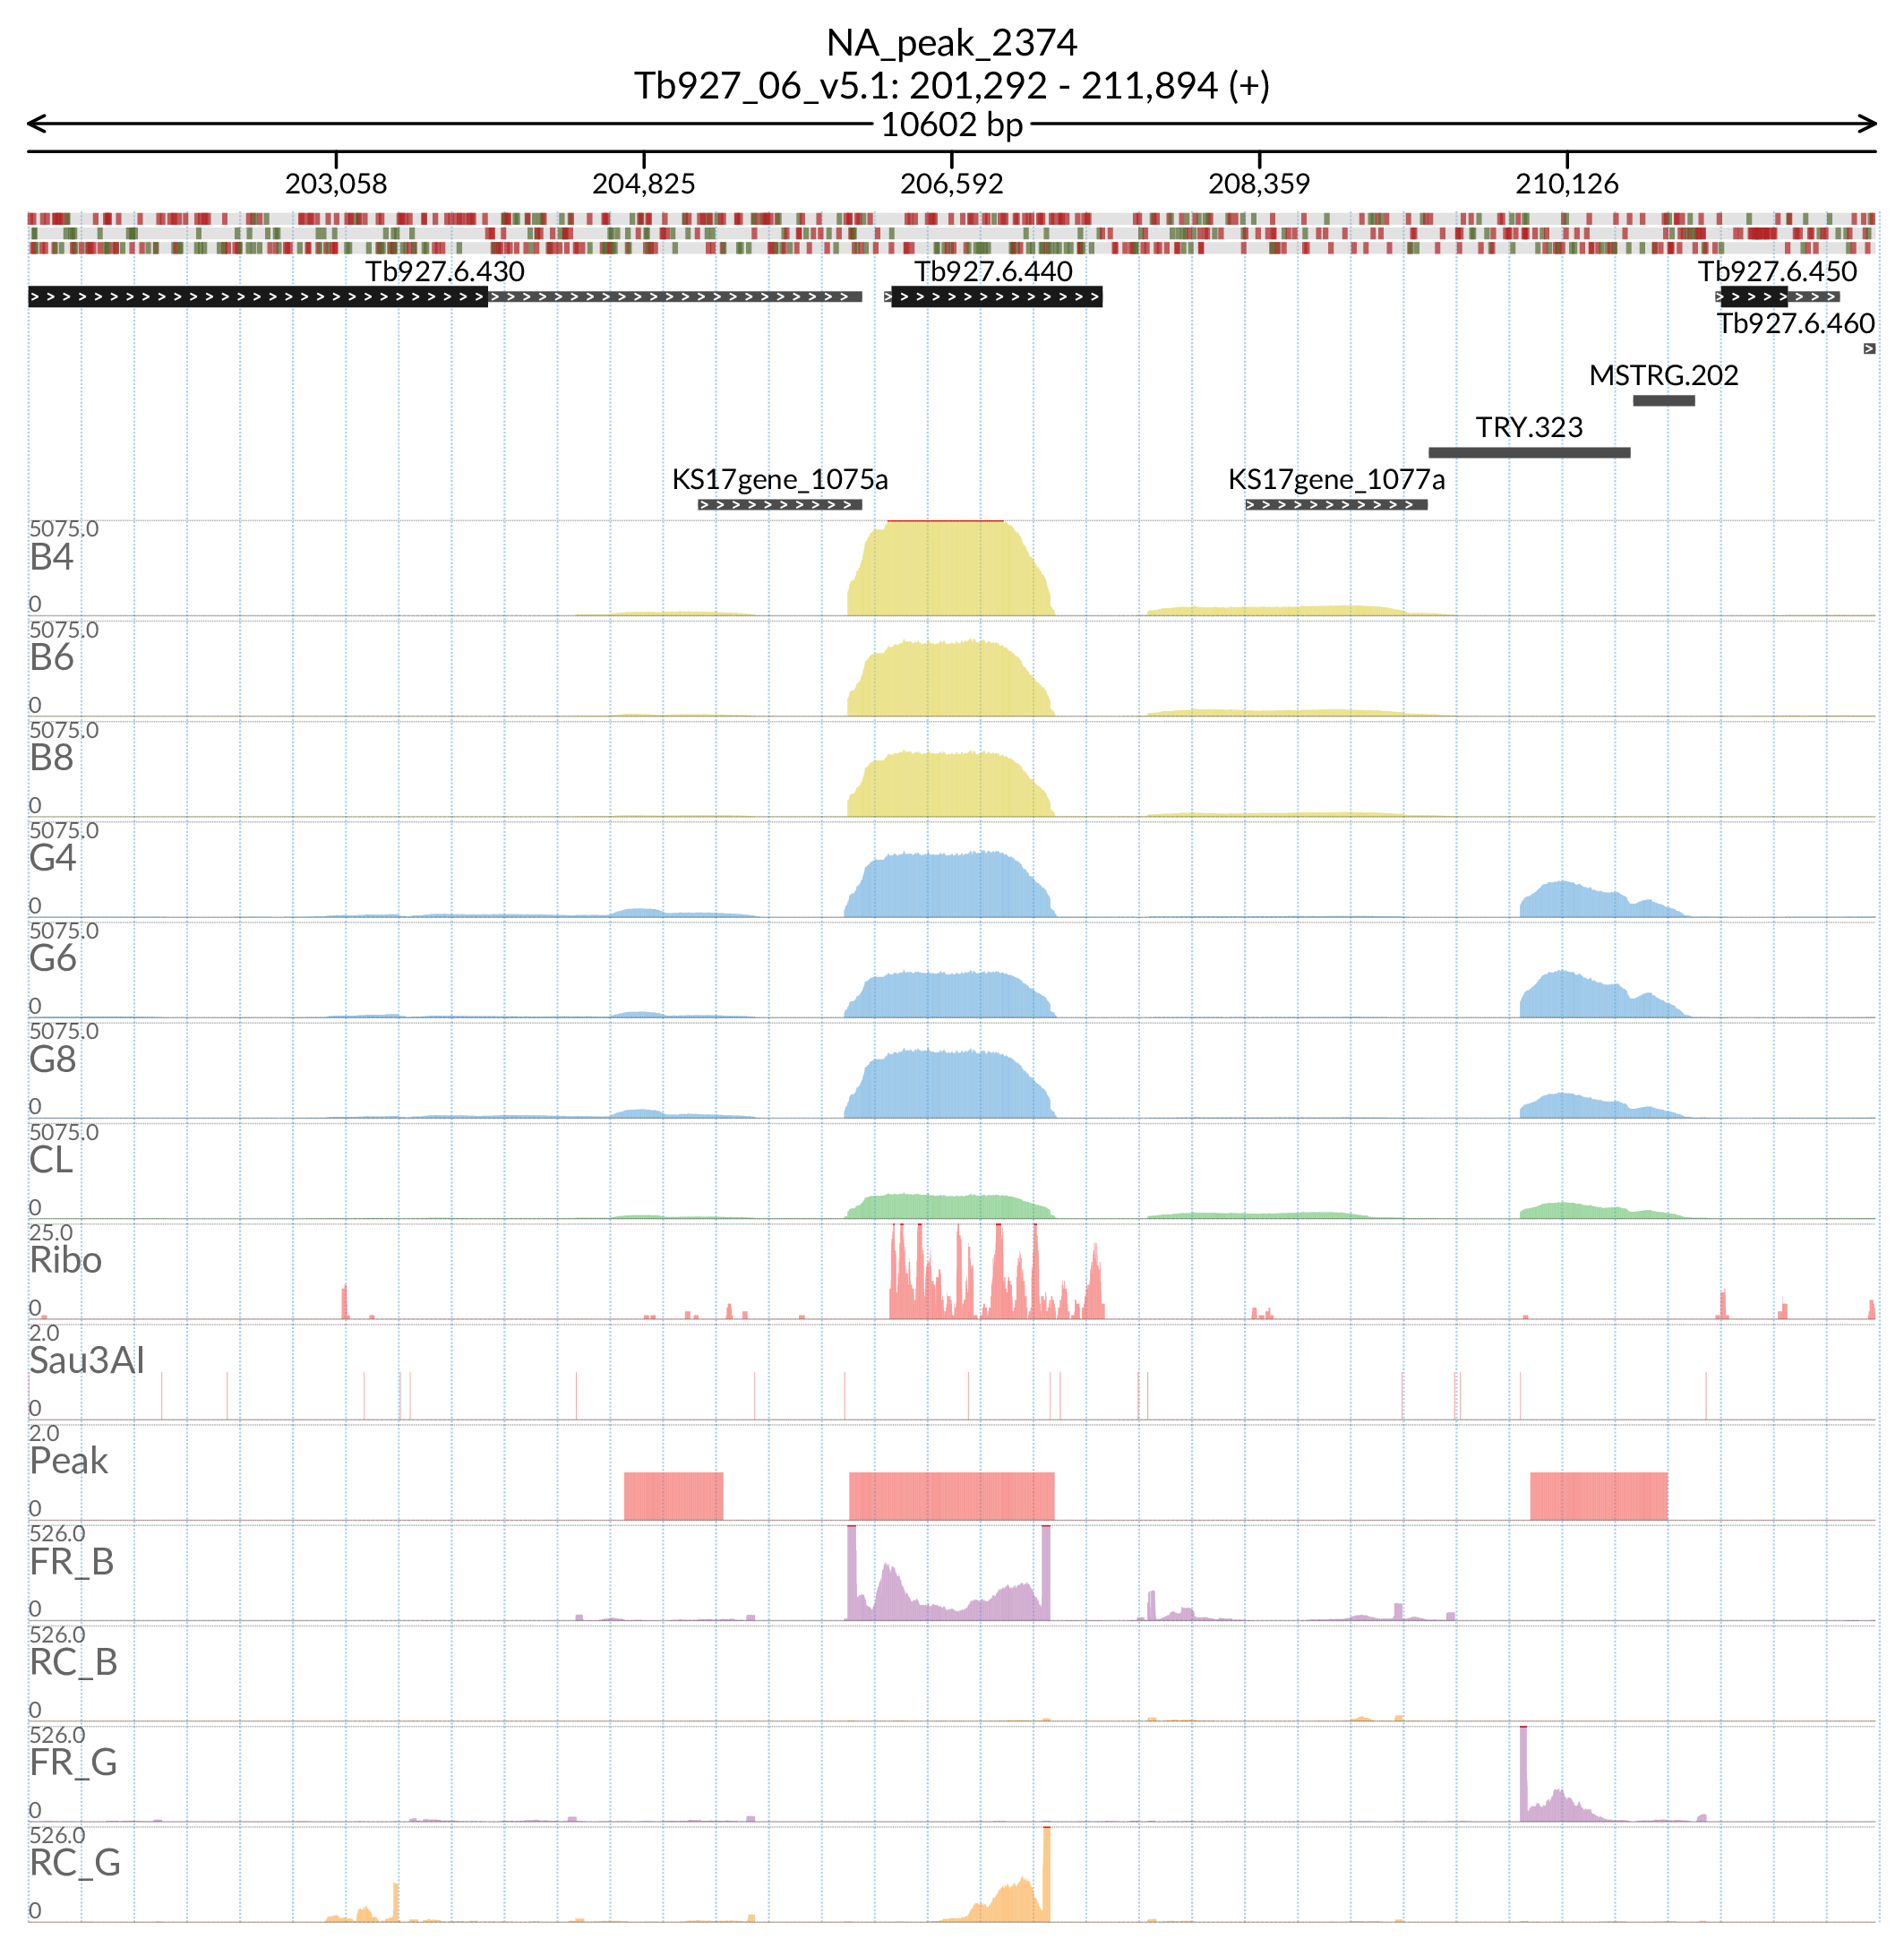 NA_peak_2374
Tb927_06_v5.1: 201,292 - 211,894 (+)
10602 bp
203,058 204,825 206,592 208,359 210,126
Tb927.6.430 Tb927.6.440 Tb927.6.450
Tb927.6.460
MSTRG.202
TRY.323
KS17gene_1075a KS17gene_1077a
5075.0
B4
0
5075.0
B6
0
5075.0
B8
0
5075.0
G4
0
5075.0
G6
0
5075.0
G8
0
5075.0
CL
0
25.0
Ribo
0
2.0
Sau3AI
0
2.0
Peak
0
526.0
FR_B
0
526.0
RC_B
0
526.0
FR_G
0
526.0
RC_G
0